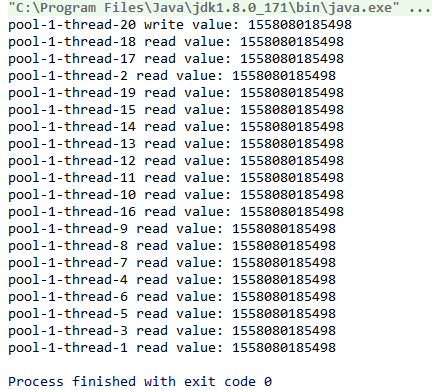 "C:\Program Files\Java\jdk1.8.0_171\bin\java.exe" ...
pool-1-thread-20 write value: 1558080185498
pool-1-thread-18 read value: 1558080185498
pool-1-thread-17 read value: 1558080185498
pool-1-thread-2 read value: 1558080185498
pool-1-thread-19 read value: 1558080185498
pool-1-thread-15 read value: 1558080185498
pool-1-thread-14 read value: 1558080185498
pool-1-thread-13 read value: 1558080185498
pool-1-thread-12 read value: 1558080185498
pool-1-thread-11 read value: 1558080185498
pool-1-thread-10 read value: 1558080185498
pool-1-thread-16 read value: 1558080185498
pool-1-thread-9 read value: 1558080185498
pool-1-thread-8 read value: 1558080185498
pool-1-thread-7 read value: 1558080185498
pool-1-thread-4 read value: 1558080185498
pool-1-thread-6 read value: 1558080185498
pool-1-thread-5 read value: 1558080185498
pool-1-thread-3 read value: 1558080185498
pool-1-thread-1 read value: 1558080185498
Process finished with exit code 0